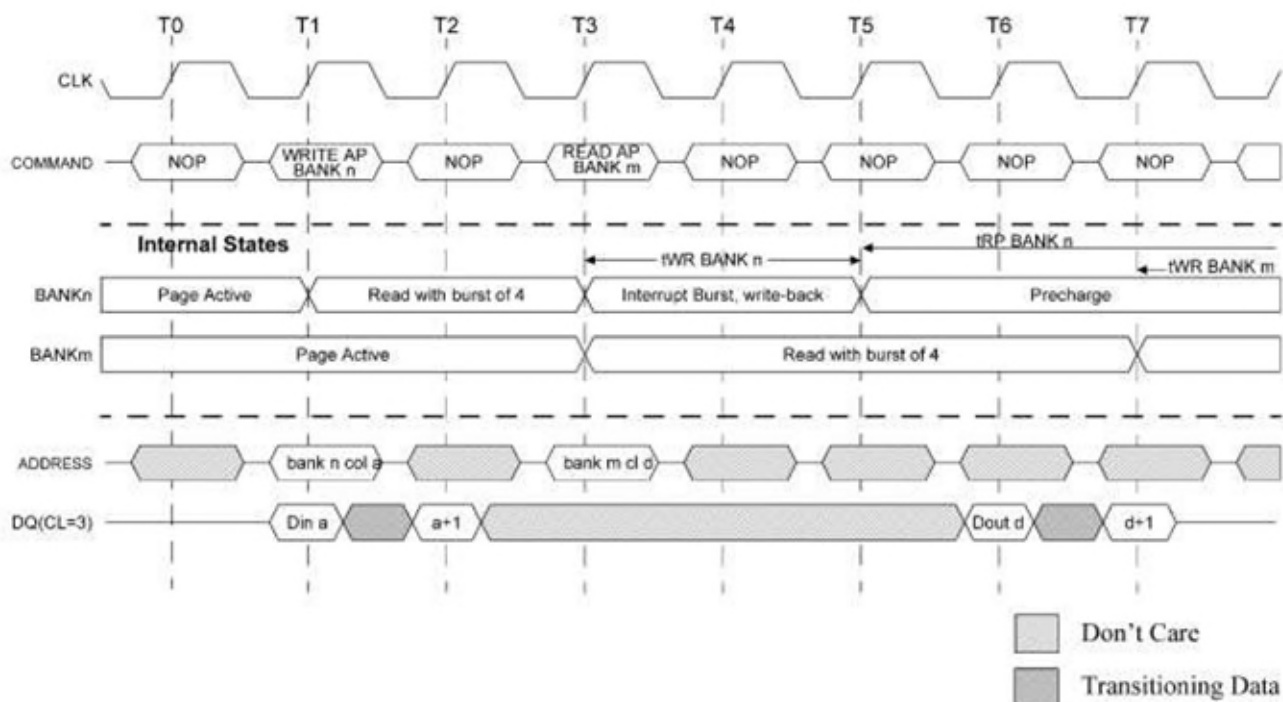 T0 T1 T2 T3 T4 T5 T6 T7
CLK
COMMAND NOP WRITE AP BANK n NOP READ AP BANK m NOP NOP NOP NOP
Internal States
tRP BANK n
tWR BANK n tWR BANK m
BANKn Page Active Read with burst of 4 Interrupt Burst, write-back Precharge
BANKm Page Active Read with burst of 4
ADDRESS bank n col a bank m cl d
DQ(CL=3) Din a a+1 Dout d d+1
Don't Care
Transitioning Data